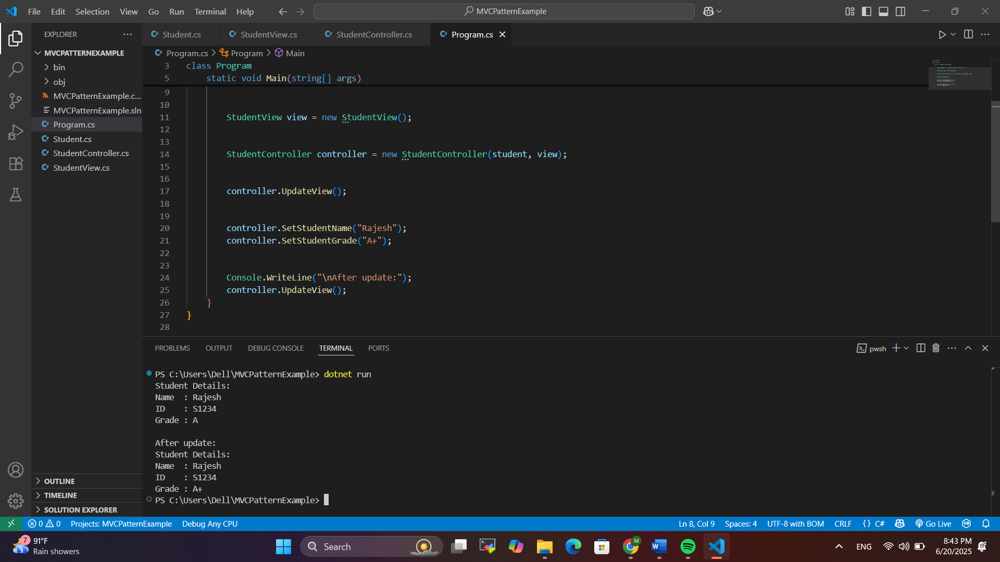 File Edit Selection View Go Run Terminal Help
MVCPatternExample
EXPLORER
Student.cs
StudentView.cs
StudentController.cs
Program.cs
MVCPATTERNEXAMPLE
bin
obj
MVCPatternExample.c...
MVCPatternExample.sln
Program.cs
Student.cs
StudentController.cs
StudentView.cs
OUTLINE
TIMELINE
SOLUTION EXPLORER
Program.cs > Program > Main
3 class Program
5 static void Main(string[] args)
9
10
11 StudentView view = new StudentView();
12
13
14 StudentController controller = new StudentController(student, view);
15
16
17 controller.UpdateView();
18
19
20 controller.SetStudentName("Rajesh");
21 controller.SetStudentGrade("A+");
22
23
24 Console.WriteLine("\nAfter update:");
25 controller.UpdateView();
26 }
27 }
28
PROBLEMS OUTPUT DEBUG CONSOLE TERMINAL PORTS
pwsh
PS C:\Users\Dell\MVCPatternExample> dotnet run
Student Details:
Name  : Rajesh
ID    : S1234
Grade : A
After update:
Student Details:
Name  : Rajesh
ID    : S1234
Grade : A+
PS C:\Users\Dell\MVCPatternExample>
0 0 Projects: MVCPatternExample Debug Any CPU
Ln 8, Col 9 Spaces: 4 UTF-8 with BOM CRLF {} C# Go Live
7
91°F
Rain showers
Search
M
ENG
8:43 PM
6/20/2025